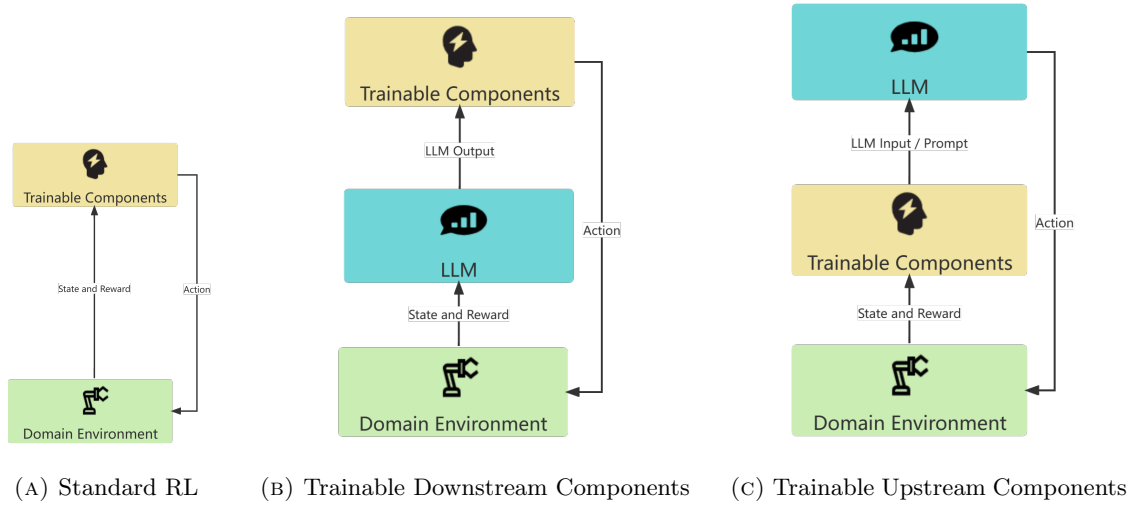 Trainable Components
State and Reward
Action
Domain Environment
(A) Standard RL
Trainable Components
LLM Output
LLM
Action
State and Reward
Domain Environment
(B) Trainable Downstream Components
LLM
LLM Input / Prompt
Action
Trainable Components
State and Reward
Domain Environment
(C) Trainable Upstream Components